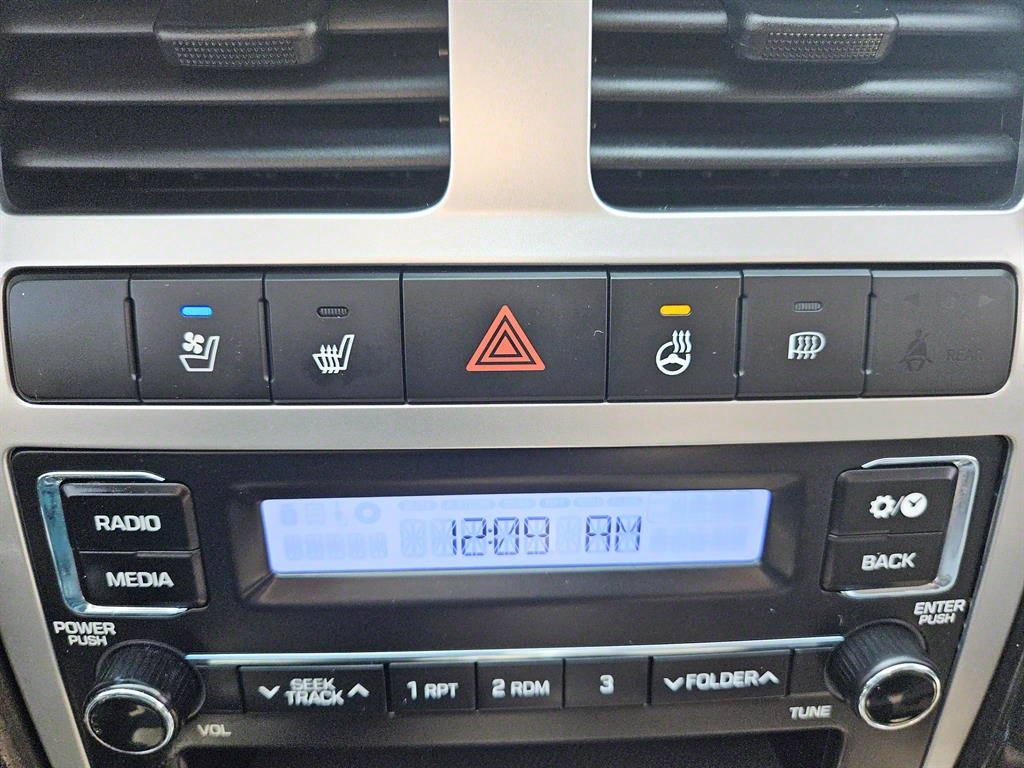 REAR
RADIO
MEDIA
12:09 AM
BACK
POWER
PUSH
ENTER
PUSH
SEEK
TRACK
1 RPT
2 RDM
3
FOLDER
VOL
TUNE